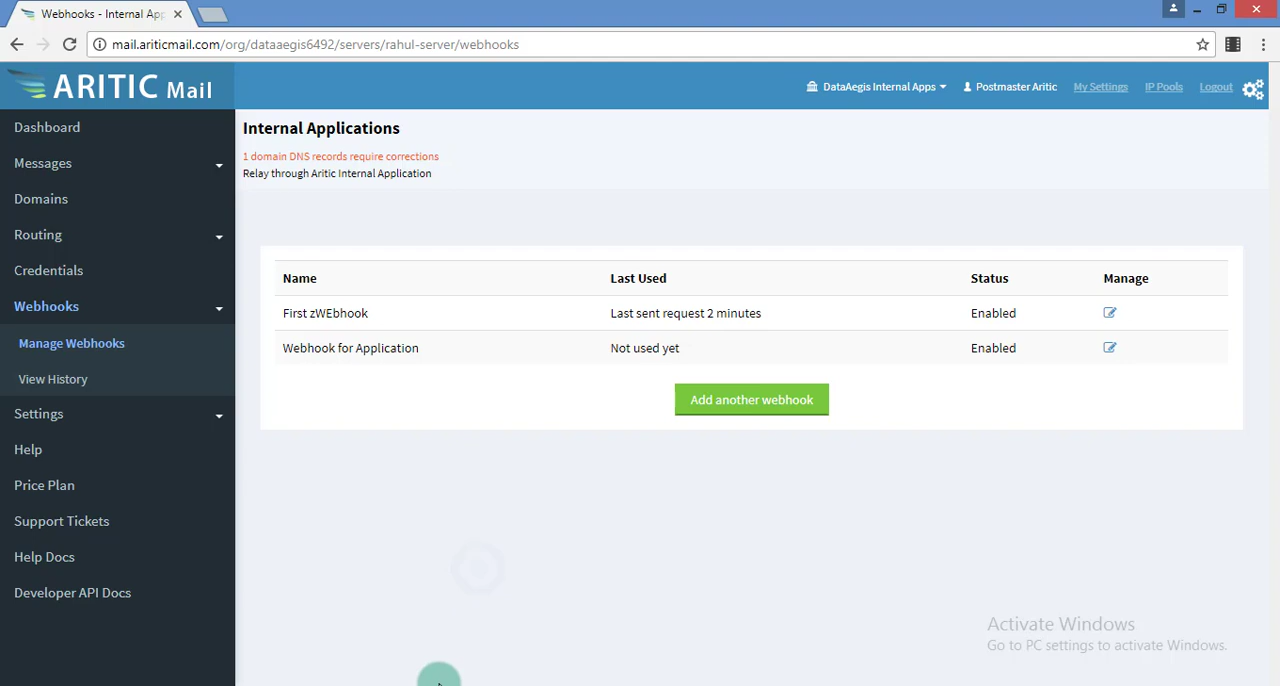 Webhooks - Internal App
mail.ariticmail.com/org/dataaegis6492/servers/rahul-server/webhooks
ARITIC Mail
DataAegis Internal Apps
Postmaster Aritic
My Settings
IP Pools
Logout
Dashboard
Messages
Domains
Routing
Credentials
Webhooks
Manage Webhooks
View History
Settings
Help
Price Plan
Support Tickets
Help Docs
Developer API Docs
Internal Applications
1 domain DNS records require corrections
Relay through Aritic Internal Application
Name Last Used Status Manage
First zWEbhook Last sent request 2 minutes Enabled
Webhook for Application Not used yet Enabled
Add another webhook
Activate Windows
Go to PC settings to activate Windows.